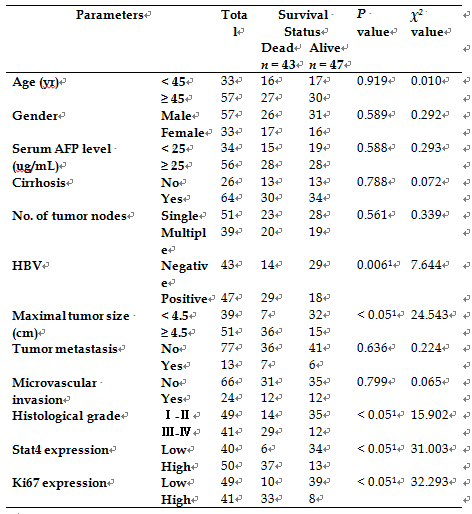 Parameters Tota Survival P χ2
l Status value value
Dead Alive
n = 43 n = 47
Age (yr) < 45 33 16 17 0.919 0.010
≥ 45 57 27 30
Gender Male 57 26 31 0.589 0.292
Female 33 17 16
Serum AFP level < 25 34 15 19 0.588 0.293
(ug/mL) ≥ 25 56 28 28
Cirrhosis No 26 13 13 0.788 0.072
Yes 64 30 34
No. of tumor nodes Single 51 23 28 0.561 0.339
Multipl 39 20 19
e
HBV Negativ 43 14 29 0.006¹ 7.644
e
Positive 47 29 18
Maximal tumor size < 4.5 39 7 32 < 0.05¹ 24.543
(cm) ≥ 4.5 51 36 15
Tumor metastasis No 77 36 41 0.636 0.224
Yes 13 7 6
Microvascular No 66 31 35 0.799 0.065
invasion Yes 24 12 12
Histological grade Ⅰ-Ⅱ 49 14 35 < 0.05¹ 15.902
Ⅲ-Ⅳ 41 29 12
Stat4 expression Low 40 6 34 < 0.05¹ 31.003
High 50 37 13
Ki67 expression Low 49 10 39 < 0.05¹ 32.293
High 41 33 8